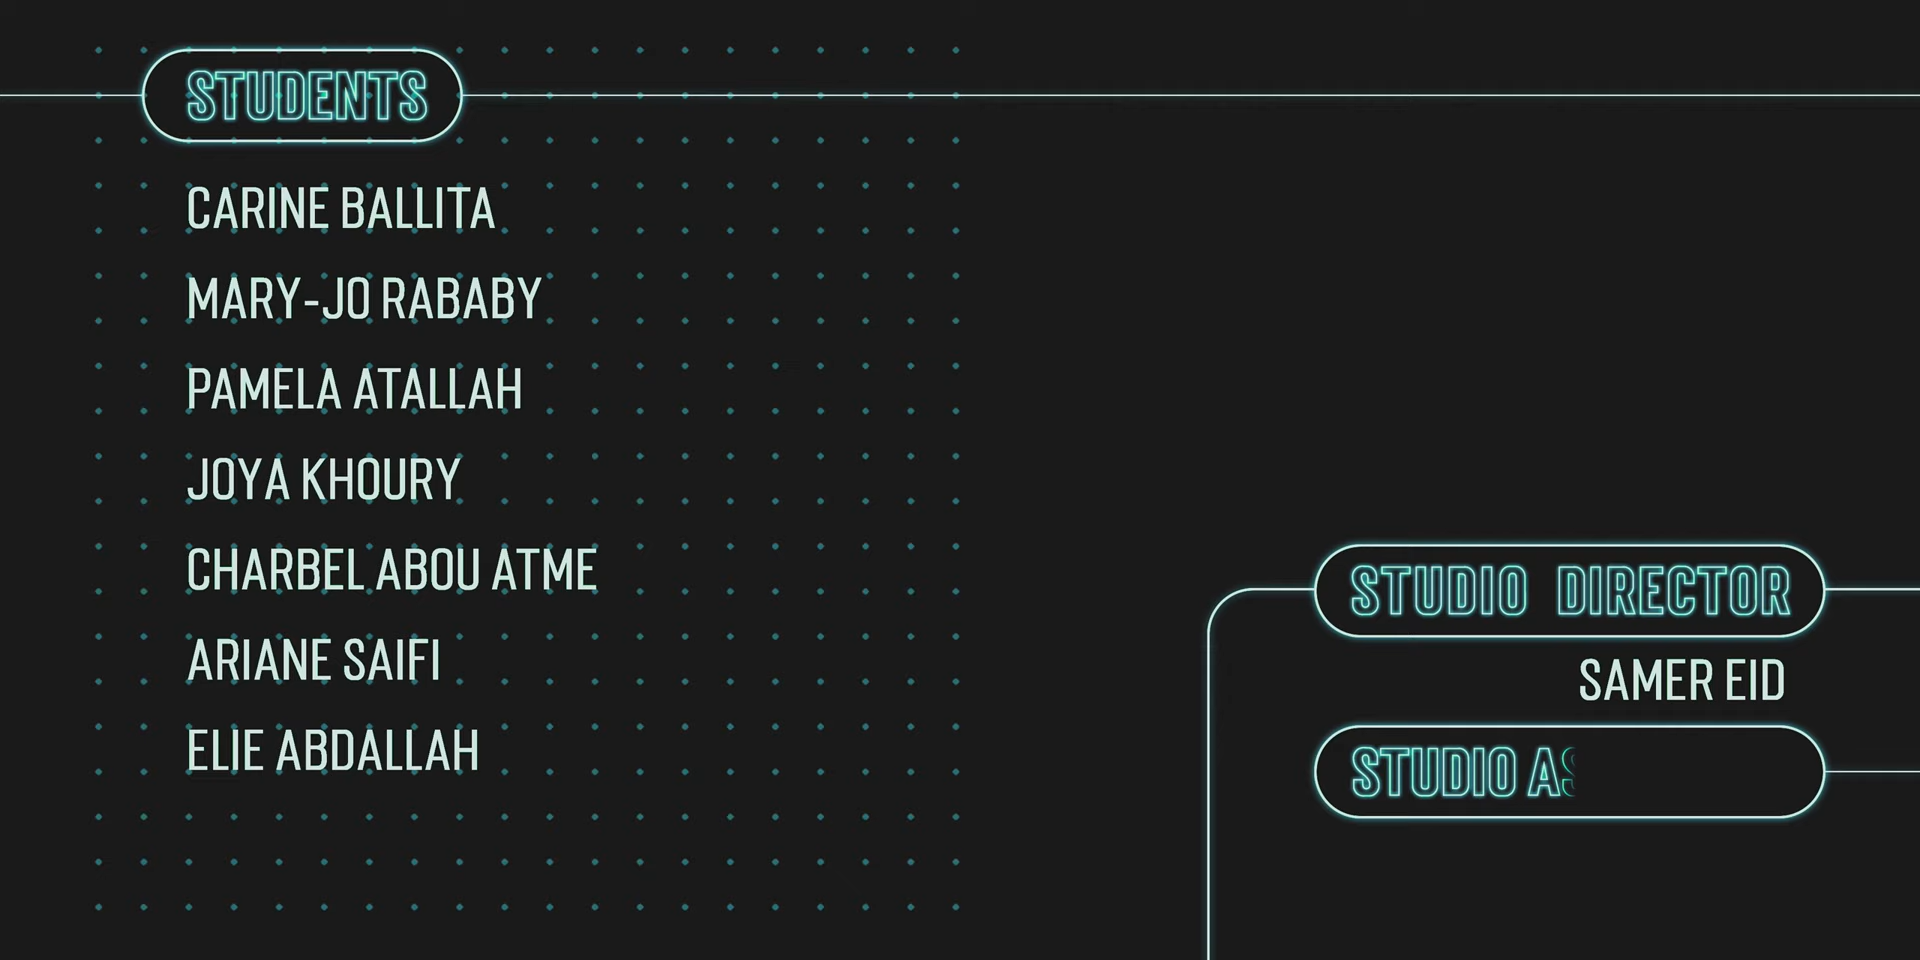 STUDENTS
CARINE BALLITA
MARY-JO RABABY
PAMELA ATALLAH
JOYA KHOURY
CHARBEL ABOU ATME
ARIANE SAIFI
ELIE ABDALLAH
STUDIO DIRECTOR
SAMER EID
STUDIO